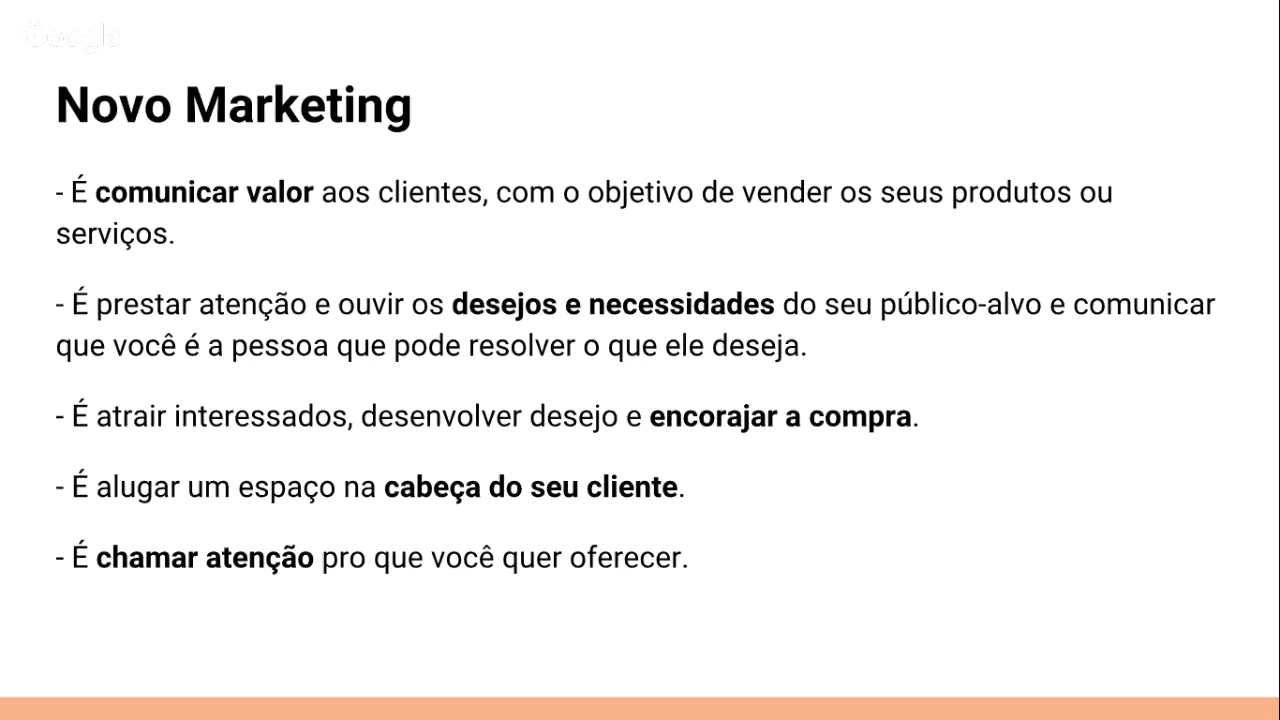 Google
Novo Marketing
- É comunicar valor aos clientes, com o objetivo de vender os seus produtos ou
serviços.
- É prestar atenção e ouvir os desejos e necessidades do seu público-alvo e comunicar
que você é a pessoa que pode resolver o que ele deseja.
- É atrair interessados, desenvolver desejo e encorajar a compra.
- É alugar um espaço na cabeça do seu cliente.
- É chamar atenção pro que você quer oferecer.